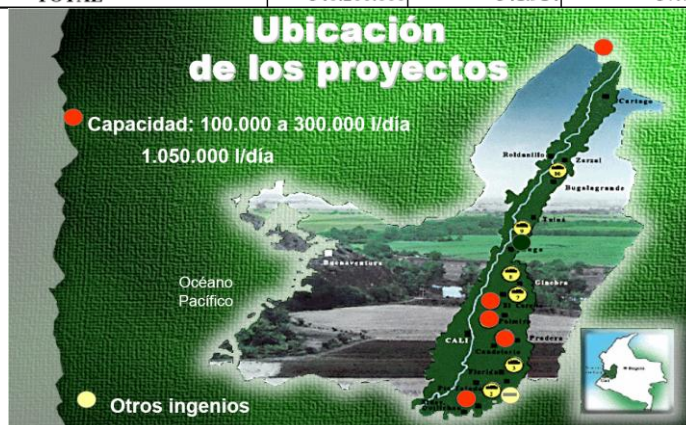 TOTAL
Ubicación
de los proyectos
Capacidad: 100.000 a 300.000 l/día
1.050.000 l/día
Cartago
Roldanillo
Zarzal
Bugalagrande
Buenaventura
Ginebra
Océano
Pacífico
Palmira
CALI
Pradera
Candelaria
Florida
Otros ingenios